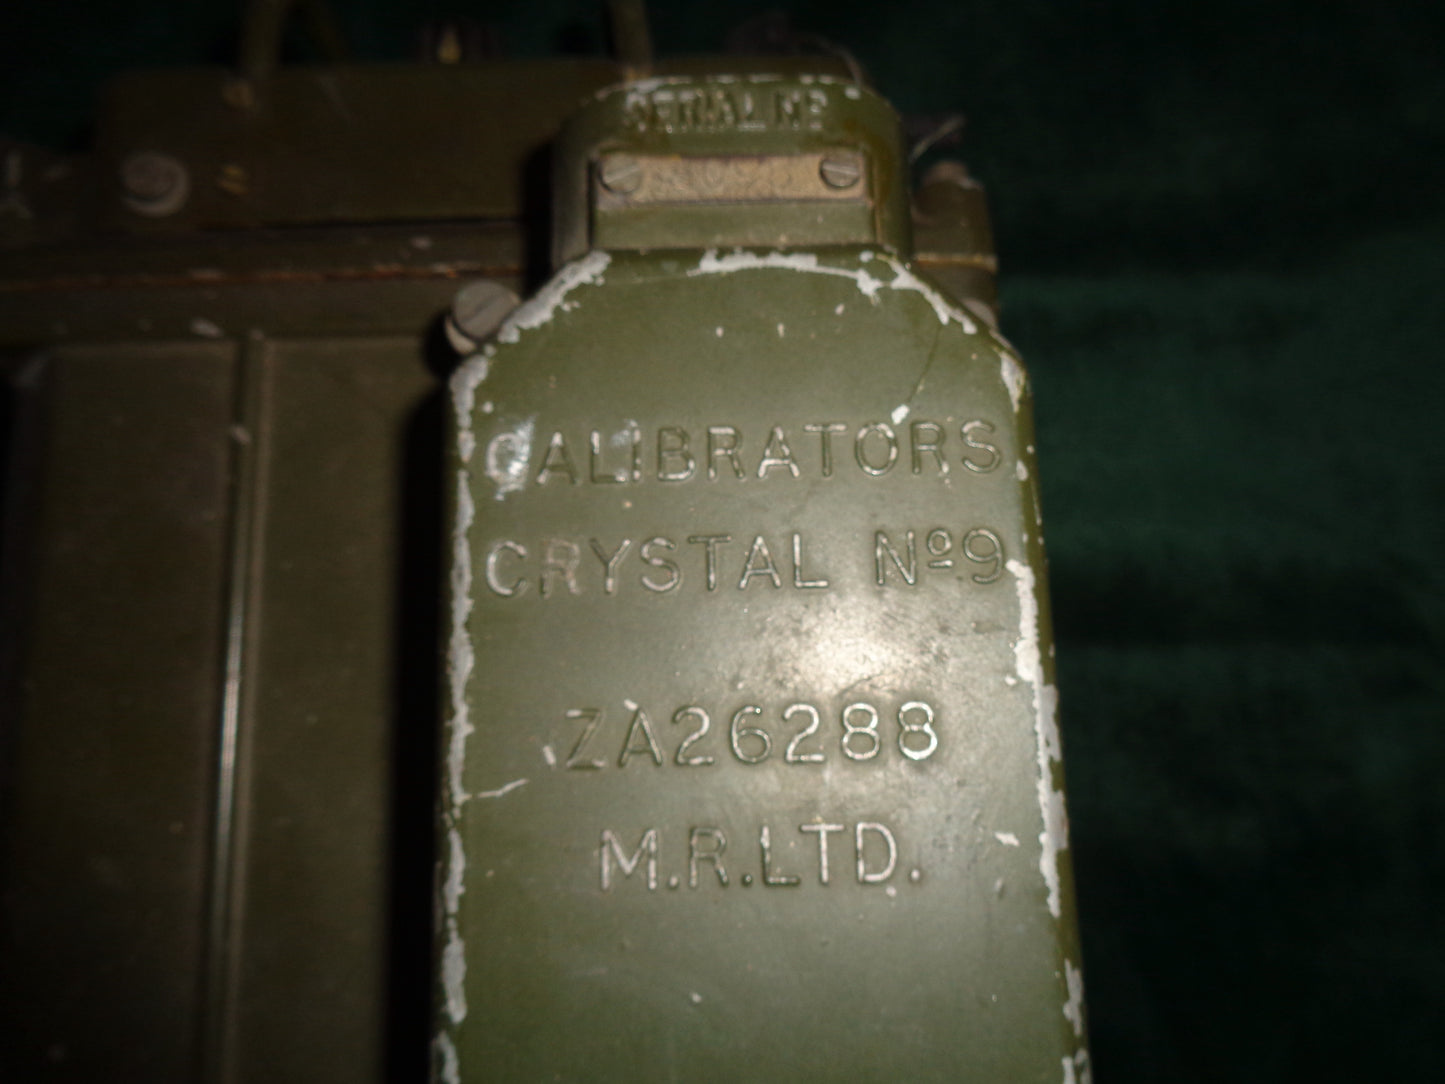 SERIAL Nº
CALIBRATORS
CRYSTAL Nº9
ZA26288
M.R.LTD.